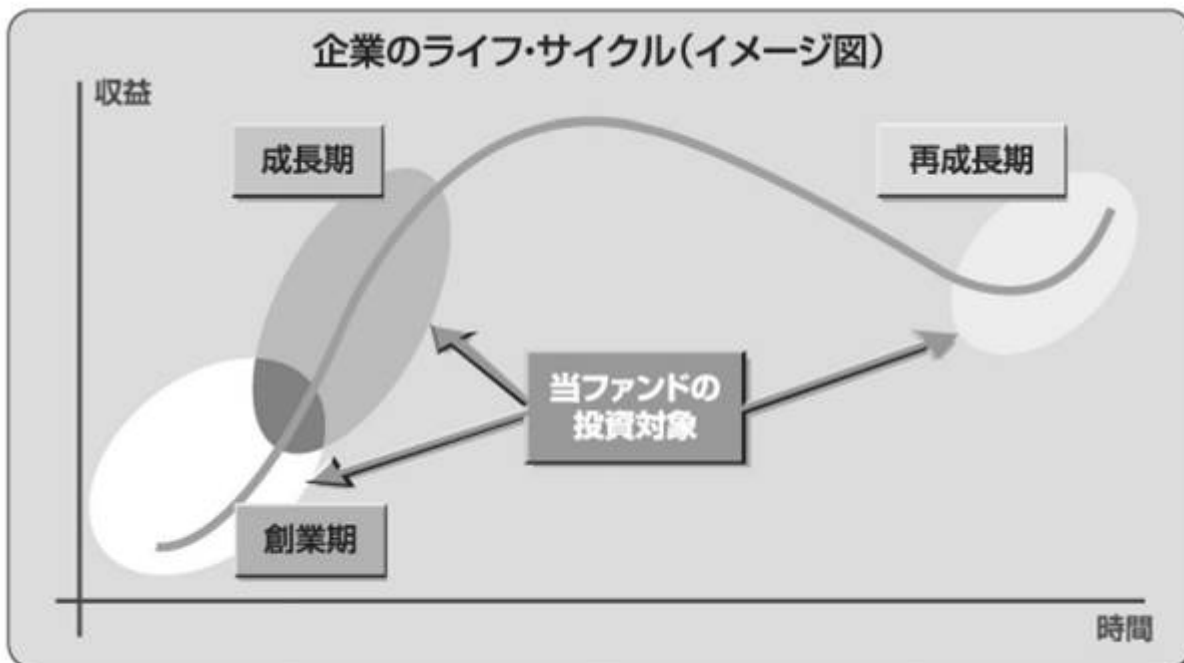 企業のライフ・サイクル(イメージ図)
収益
成長期
再成長期
当ファンドの
投資対象
創業期
時間